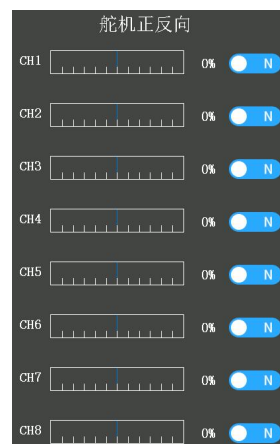 舵机正反向
CH1 0% N
CH2 0% N
CH3 0% N
CH4 0% N
CH5 0% N
CH6 0% N
CH7 0% N
CH8 0% N